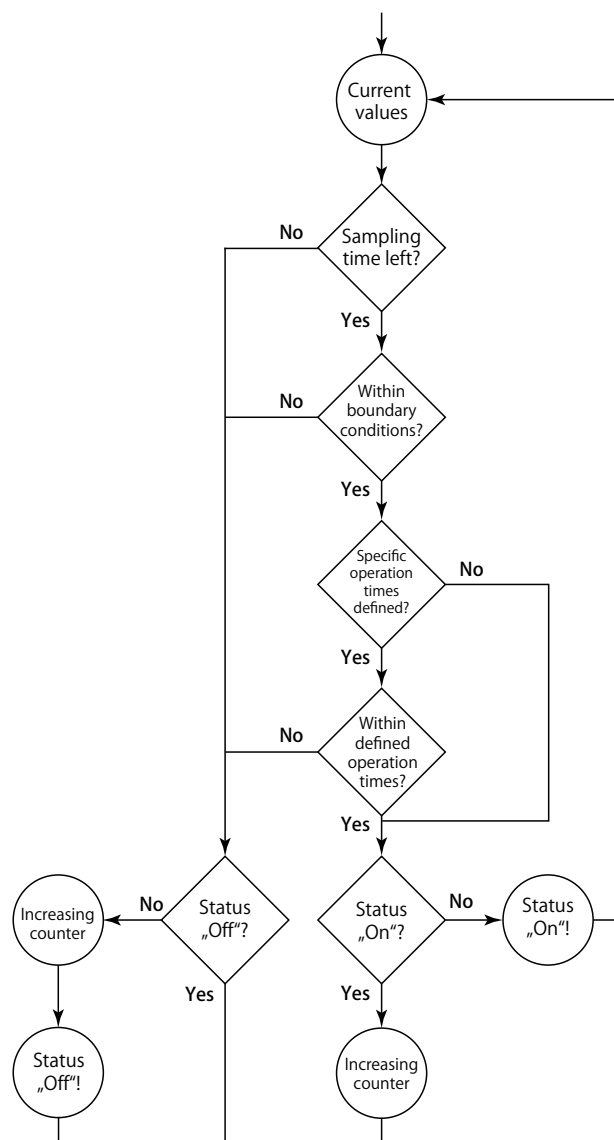 Current
values
No
Sampling
time left?
Yes
No
Within
boundary
conditions?
Yes
Specific
operation
times
defined?
No
Yes
No
Within
defined
operation
times?
Yes
Increasing
counter
No
Status
„Off“?
Status
„On“?
No
Status
„On“!
Yes
Yes
Status
„Off“!
Increasing
counter